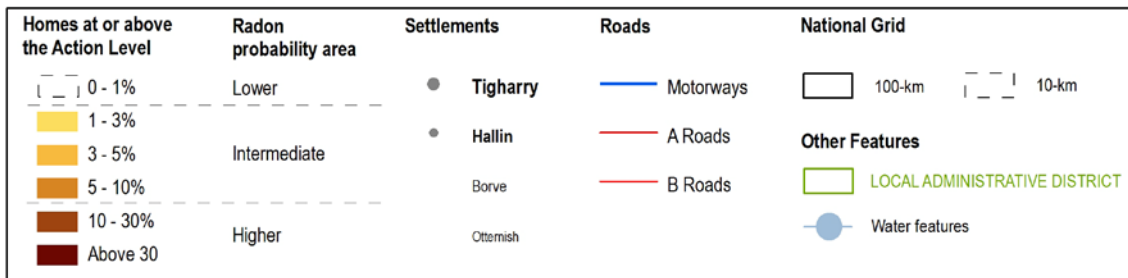 Homes at or above
the Action Level
0 - 1%
1 - 3%
3 - 5%
5 - 10%
10 - 30%
Above 30
Radon
probability area
Lower
Intermediate
Higher
Settlements
Tigharry
Hallin
Borve
Otternish
Roads
Motorways
A Roads
B Roads
National Grid
100-km
10-km
Other Features
LOCAL ADMINISTRATIVE DISTRICT
Water features